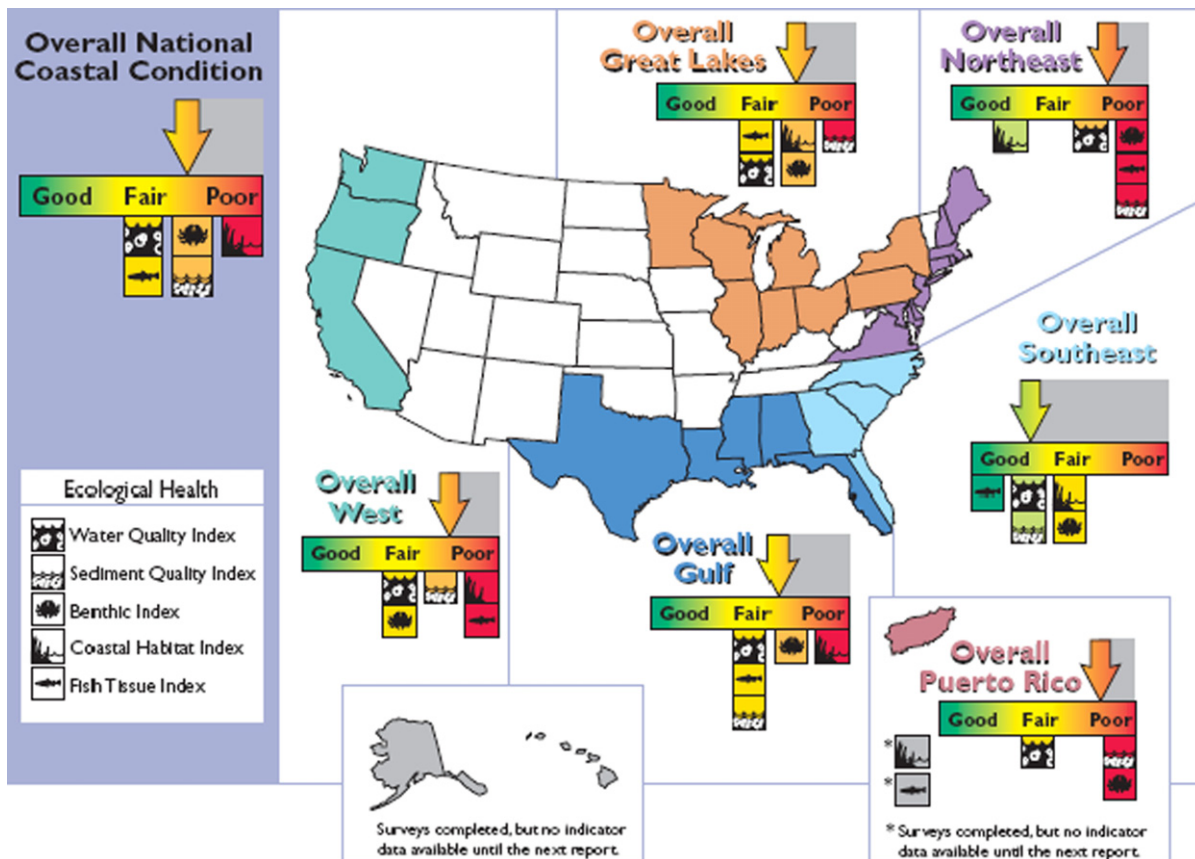 Overall National
Coastal Condition
Good Fair Poor
Ecological Health
Water Quality Index
Sediment Quality Index
Benthic Index
Coastal Habitat Index
Fish Tissue Index
Overall
Great Lakes
Good Fair Poor
Overall
Northeast
Good Fair Poor
Overall
Southeast
Good Fair Poor
Overall
West
Good Fair Poor
Overall
Gulf
Good Fair Poor
Overall
Puerto Rico
Good Fair Poor
*
*
* Surveys completed, but no indicator
data available until the next report.
Surveys completed, but no indicator
data available until the next report.